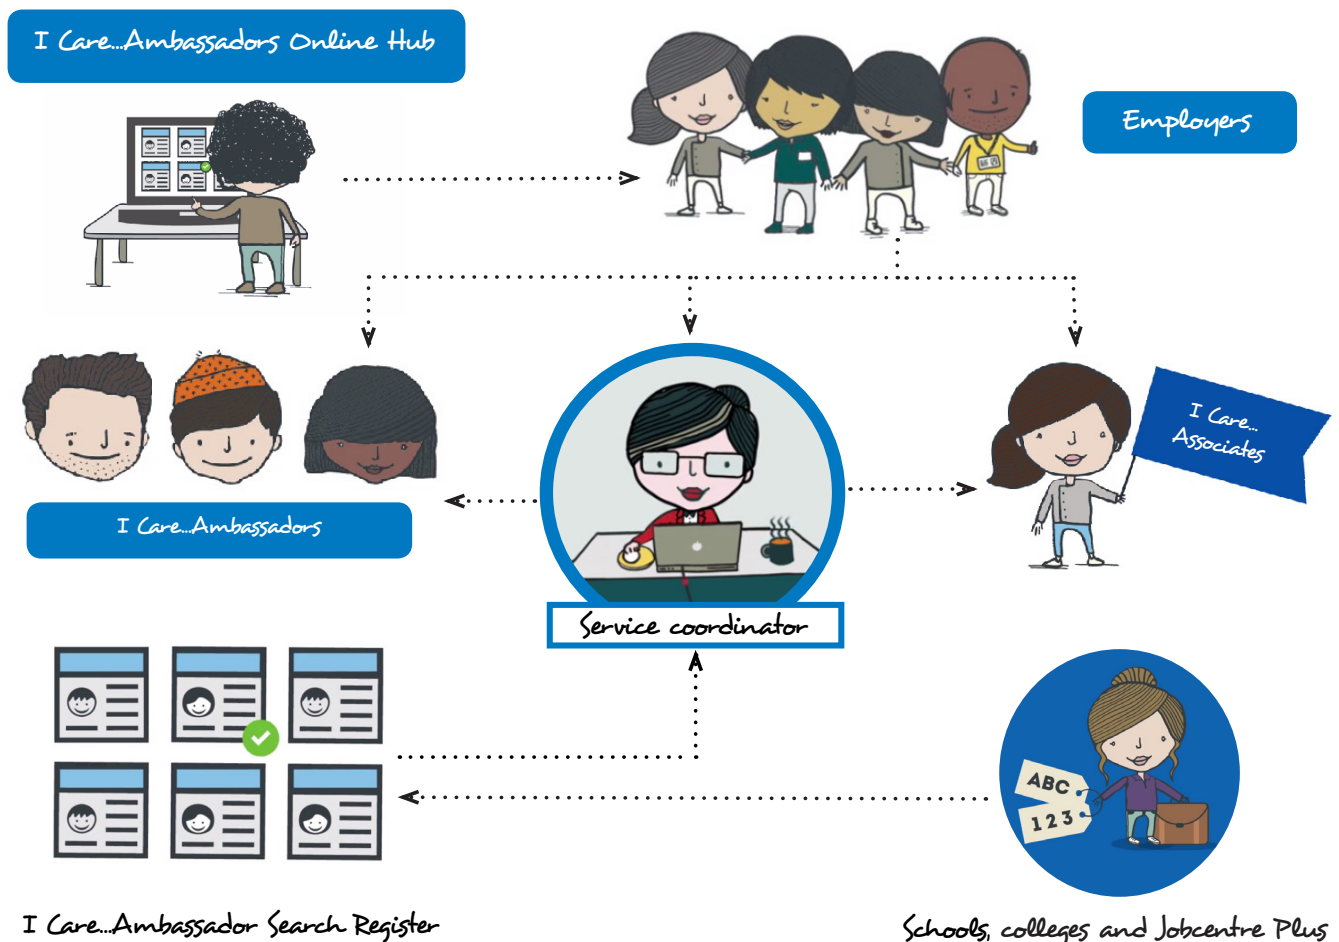 I Care...Ambassadors Online Hub
Employers
I Care...
Associates
I Care...Ambassadors
Service coordinator
ABC
123
I Care...Ambassador Search Register
Schools, colleges and Jobcentre Plus